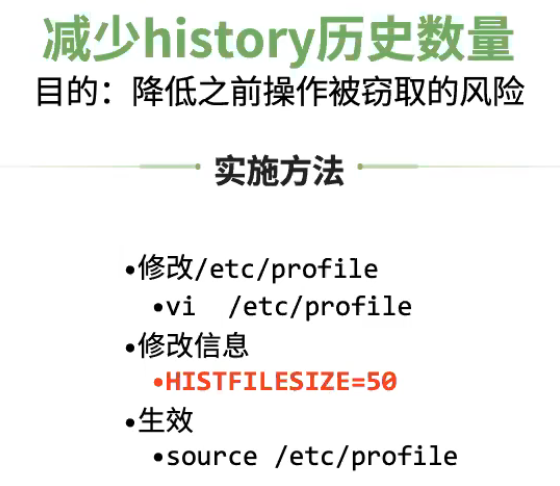 减少history历史数量
目的：降低之前操作被窃取的风险
实施方法
•修改/etc/profile
•vi  /etc/profile
•修改信息
•HISTFILESIZE=50
•生效
•source /etc/profile